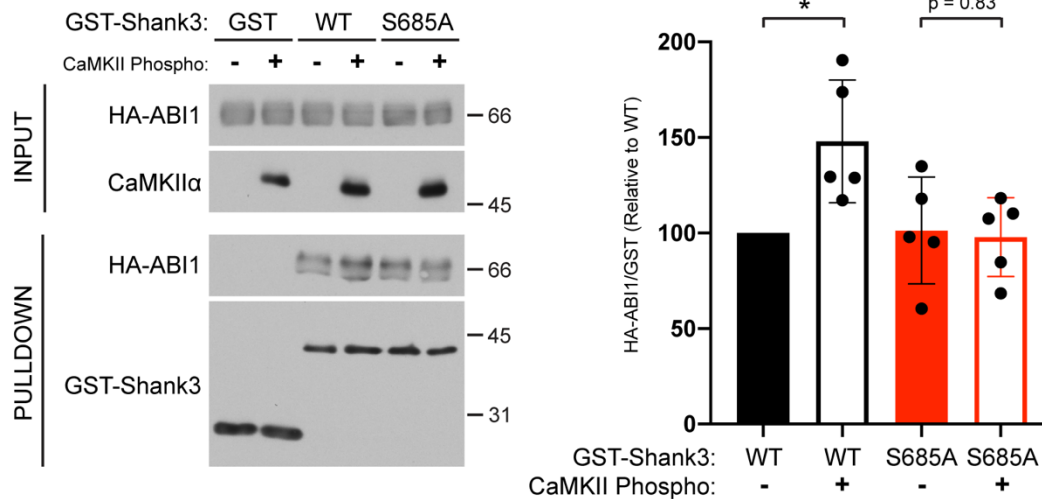 GST-Shank3: GST WT S685A
CaMKII Phospho: - + - + - +
INPUT
HA-ABI1
66
CaMKIIα
45
PULLDOWN
HA-ABI1
66
45
GST-Shank3
31
* p = 0.83
HA-ABI1/GST (Relative to WT)
200
150
100
50
0
GST-Shank3: WT WT S685A S685A
CaMKII Phospho: - + - +